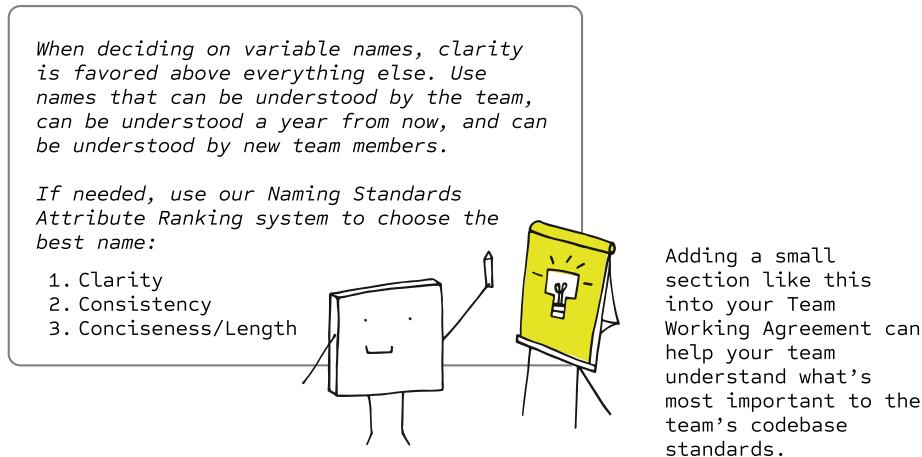 When deciding on variable names, clarity
is favored above everything else. Use
names that can be understood by the team,
can be understood a year from now, and can
be understood by new team members.
If needed, use our Naming Standards
Attribute Ranking system to choose the
best name:
1. Clarity
2. Consistency
3. Conciseness/Length
Adding a small
section like this
into your Team
Working Agreement can
help your team
understand what’s
most important to the
team’s codebase
standards.